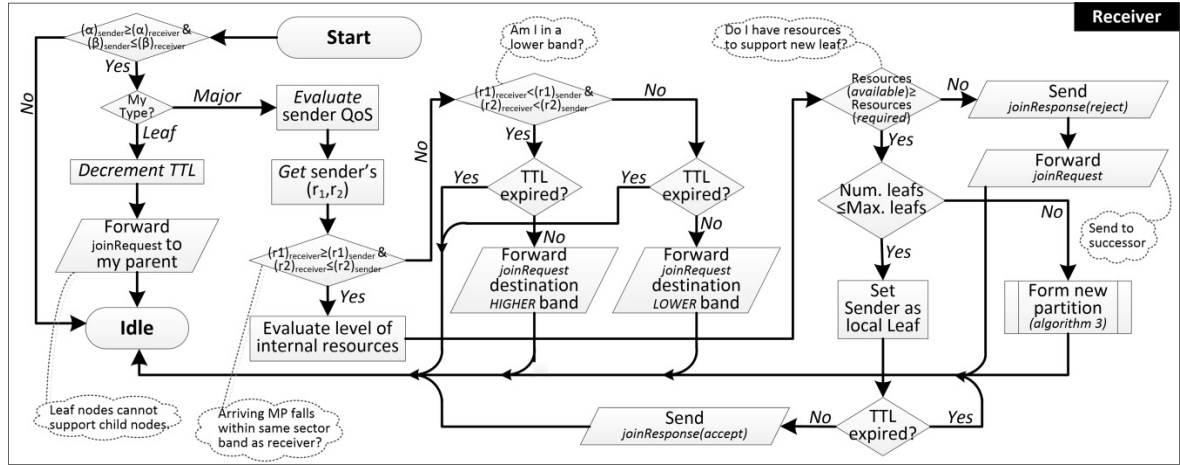 Receiver
Start
(α)sender≥(α)receiver &
(β)sender≤(β)receiver
No
Yes
My
Type?
Major
Leaf
Decrement TTL
Forward
joinRequest to
my parent
Idle
Leaf nodes cannot
support child nodes.
Evaluate
sender QoS
Get sender's
(r1,r2)
(r1)receiver≥(r1)sender &
(r2)receiver≤(r2)sender
No
Yes
Evaluate level of
internal resources
Arriving MP falls
within same sector
band as receiver?
Am I in a
lower band?
(r1)receiver<(r1)sender &
(r2)receiver<(r2)sender
No
Yes
TTL
expired?
Yes
No
Forward
joinRequest
destination
HIGHER band
TTL
expired?
Yes
No
Forward
joinRequest
destination
LOWER band
Do I have resources
to support new leaf?
Resources
(available)≥
Resources
(required)
No
Yes
Send
joinResponse(reject)
Forward
joinRequest
Send to
successor
Num. leafs
≤Max. leafs
No
Yes
Form new
partition
(algorithm 3)
Set
Sender as
local Leaf
TTL
expired?
Yes
No
Send
joinResponse(accept)